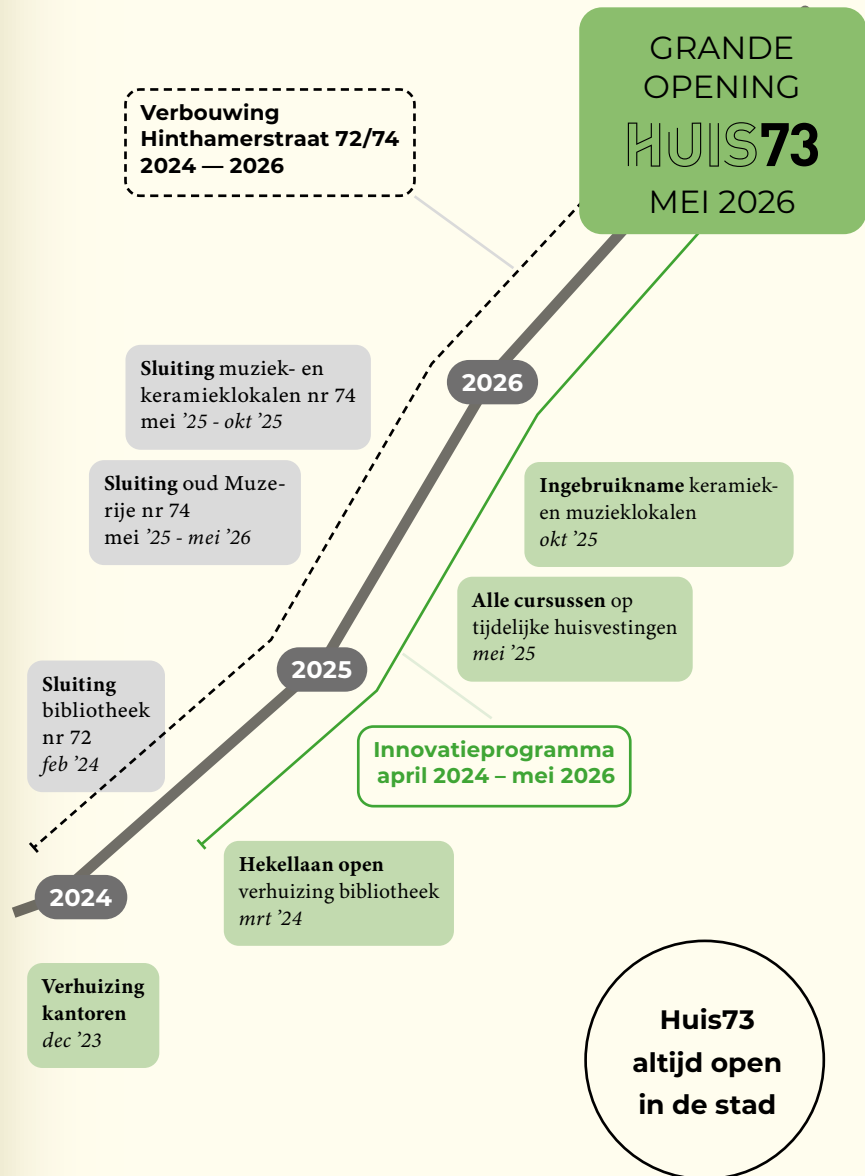 GRANDE
OPENING
HUIS73
MEI 2026
Verbouwing
Hinthamerstraat 72/74
2024 — 2026
Sluiting muziek- en
keramieklokalen nr 74
mei ’25 - okt ’25
2026
Sluiting oud Muze-
rije nr 74
mei ’25 - mei ’26
Ingebruikname keramiek-
en muzieklokalen
okt ’25
Alle cursussen op
tijdelijke huisvestingen
mei ’25
2025
Sluiting
bibliotheek
nr 72
feb ’24
Innovatieprogramma
april 2024 – mei 2026
Hekellaan open
verhuizing bibliotheek
mrt ’24
2024
Verhuizing
kantoren
dec ’23
Huis73
altijd open
in de stad